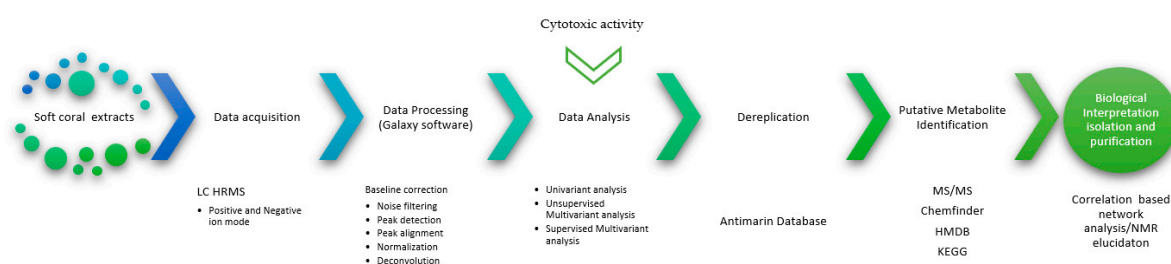 Cytotoxic activity
Soft coral extracts
Data acquisition
Data Processing
(Galaxy software)
Data Analysis
Dereplication
Putative Metabolite
Identification
Biological
Interpretation
isolation and
purification
LC HRMS
• Positive and Negative
ion mode
Baseline correction
• Noise filtering
• Peak detection
• Peak alignment
• Normalization
• Deconvolution
• Univariant analysis
• Unsupervised
Multivariant analysis
• Supervised Multivariant
analysis
Antimarin Database
MS/MS
Chemfinder
HMDB
KEGG
Correlation based
network
analysis/NMR
elucidaton